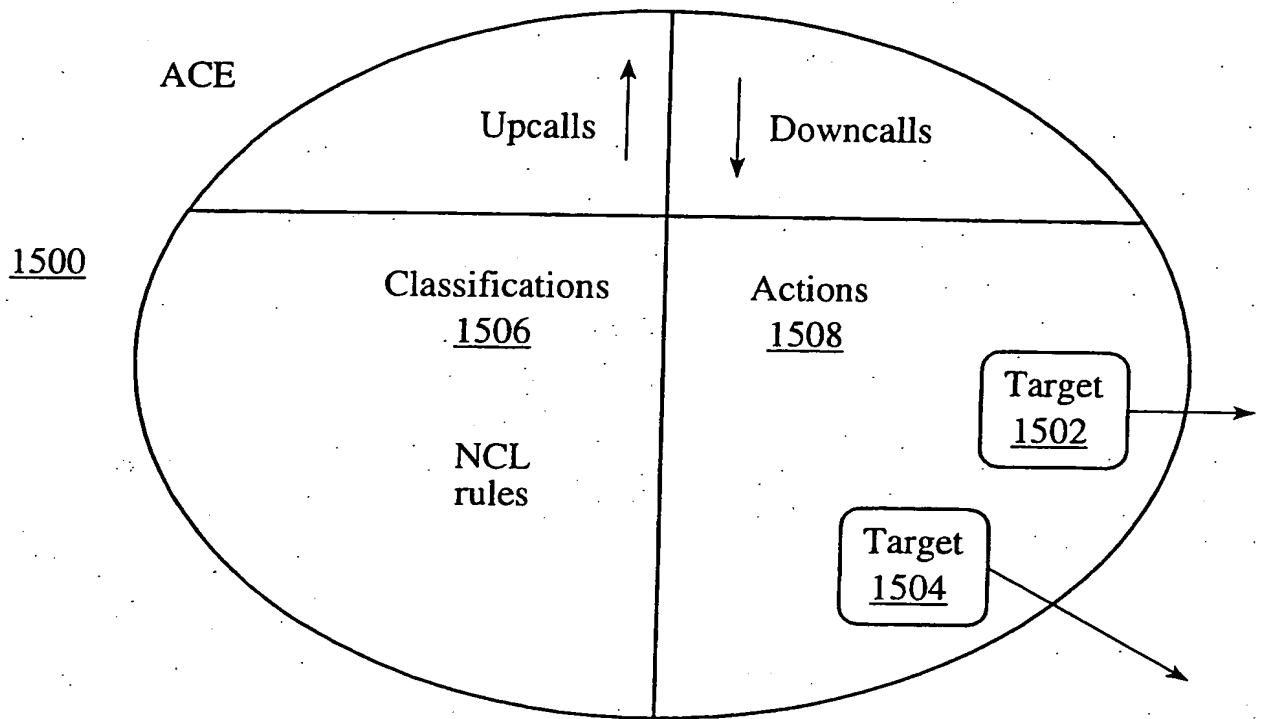 ACE
Upcalls
Downcalls
1500
Classifications
1506
Actions
1508
Target
1502
NCL
rules
Target
1504